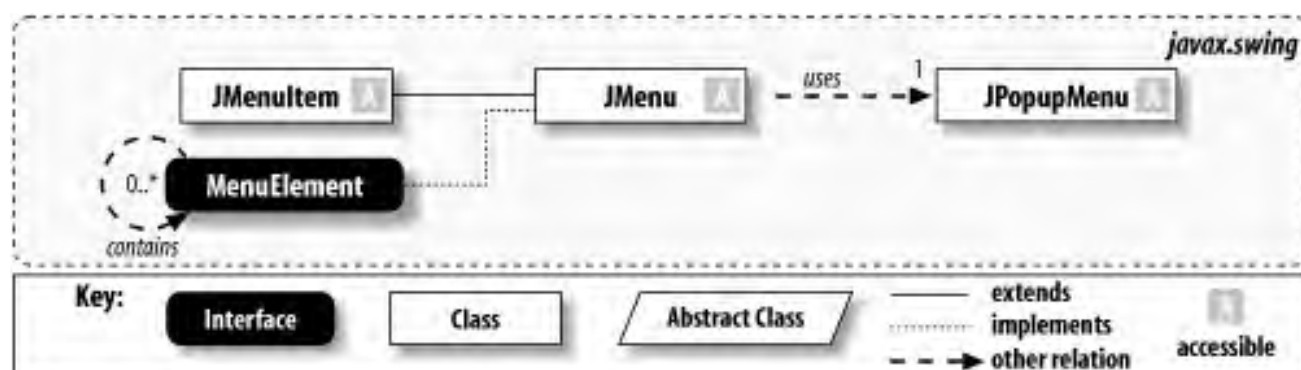 javax.swing
JMenuItem A
JMenu A
uses
1
JPopupMenu A
0..*
MenuElement
contains
Key:
Interface
Class
Abstract Class
extends
implements
other relation
A
accessible